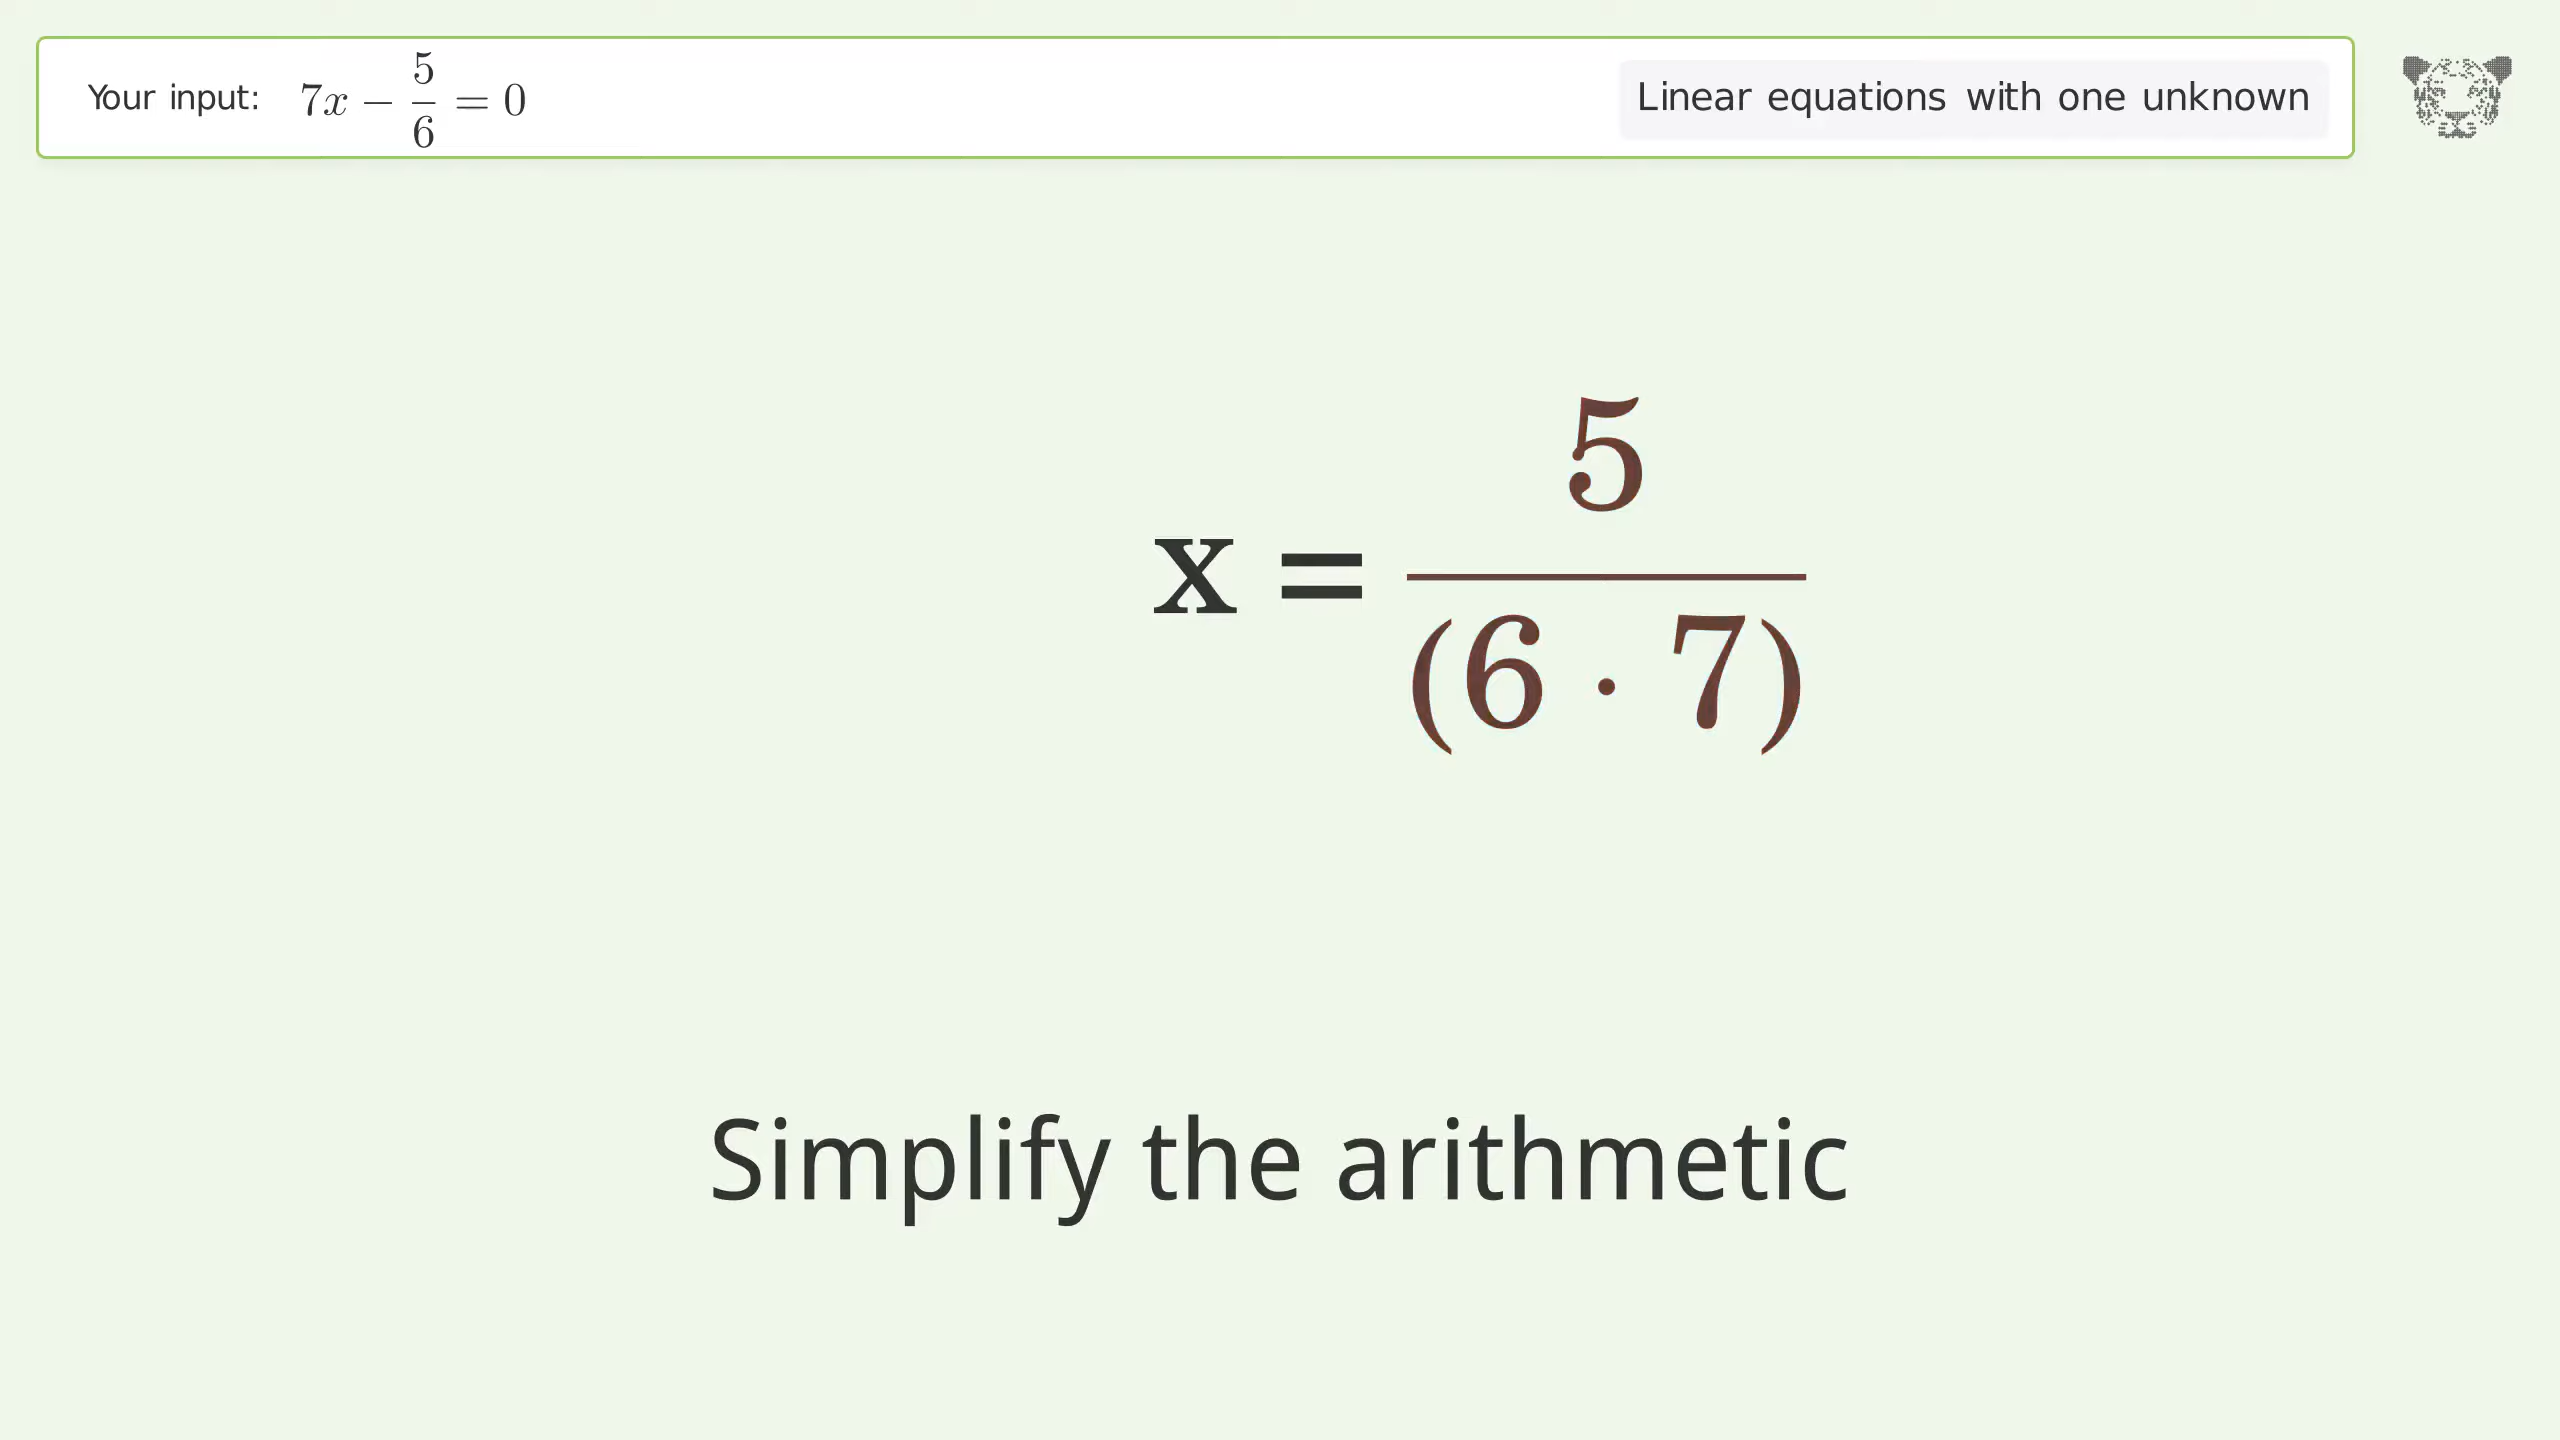 Your input: 7x − 5/6 = 0
Linear equations with one unknown
x = 5/(6 · 7)
Simplify the arithmetic